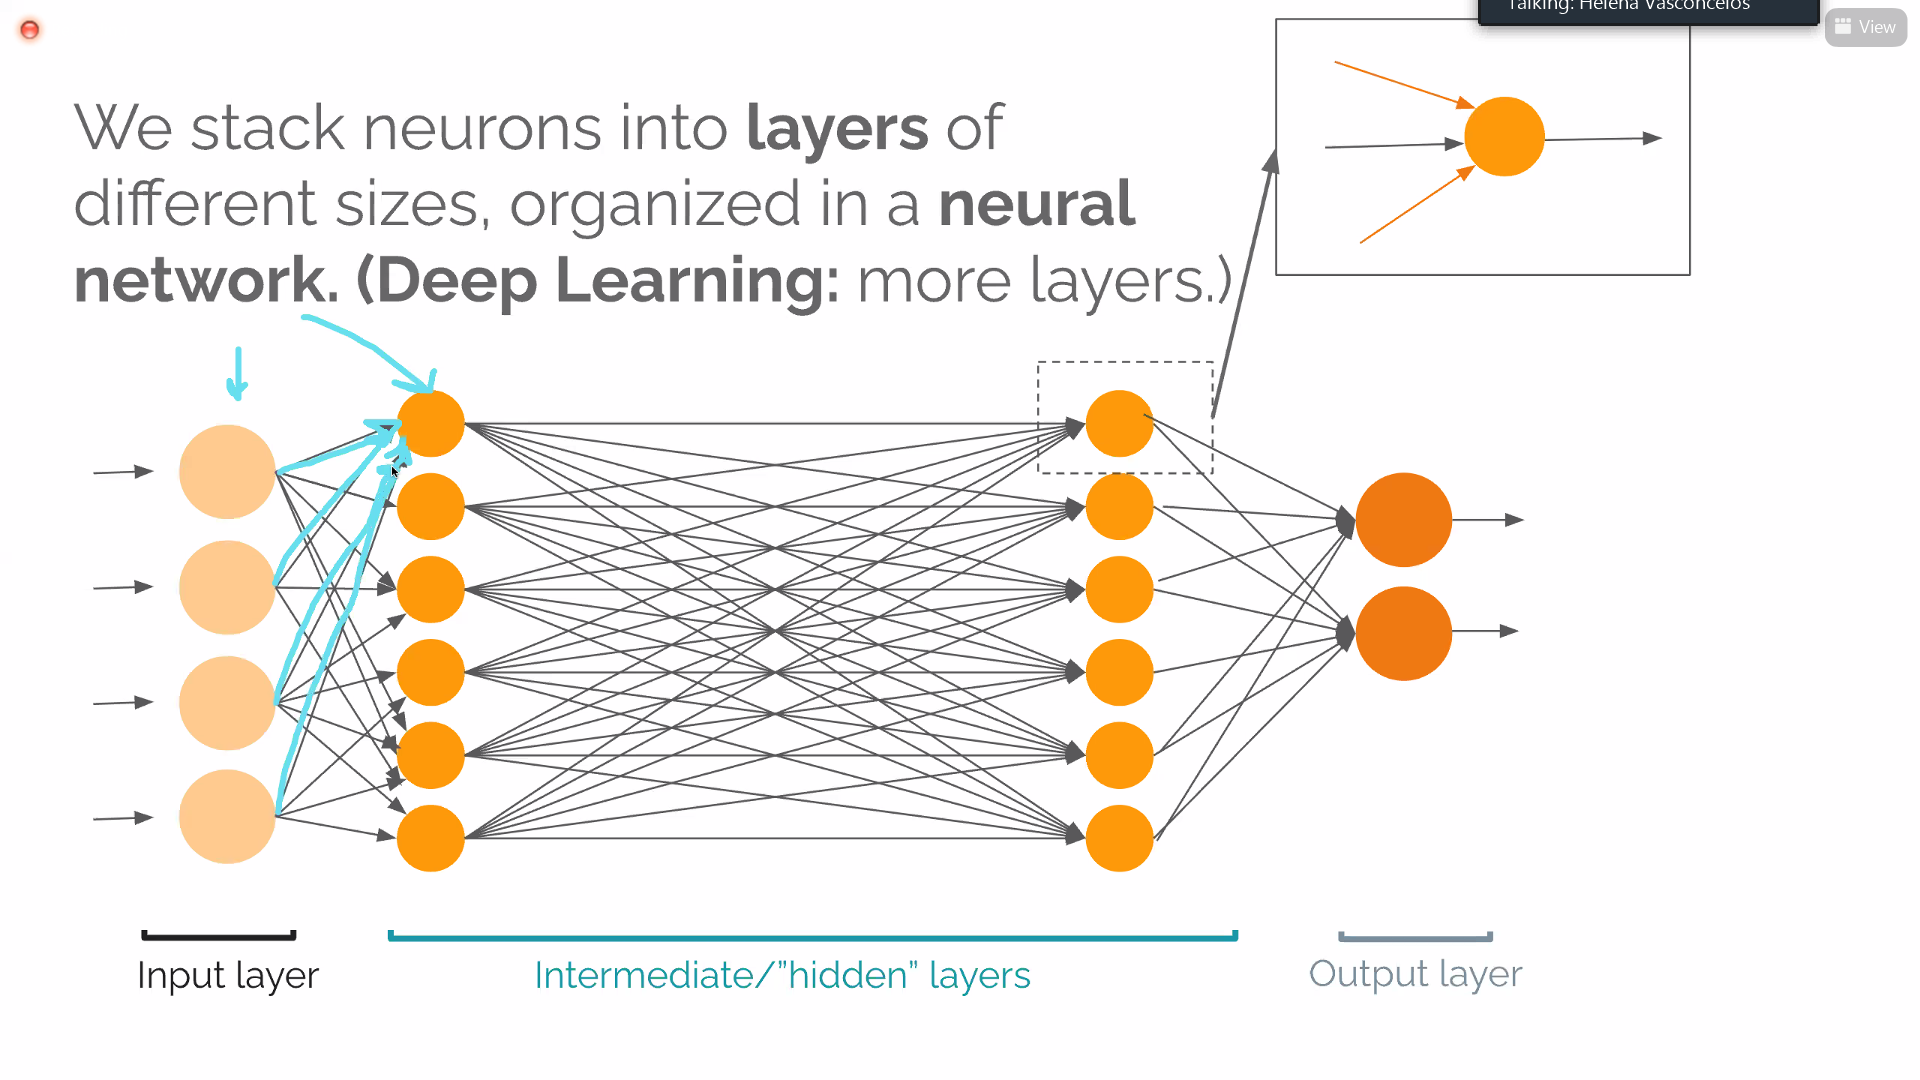 Talking: Helena Vasconcelos
View
We stack neurons into layers of
different sizes, organized in a neural
network. (Deep Learning: more layers.)
Input layer
Intermediate/”hidden” layers
Output layer